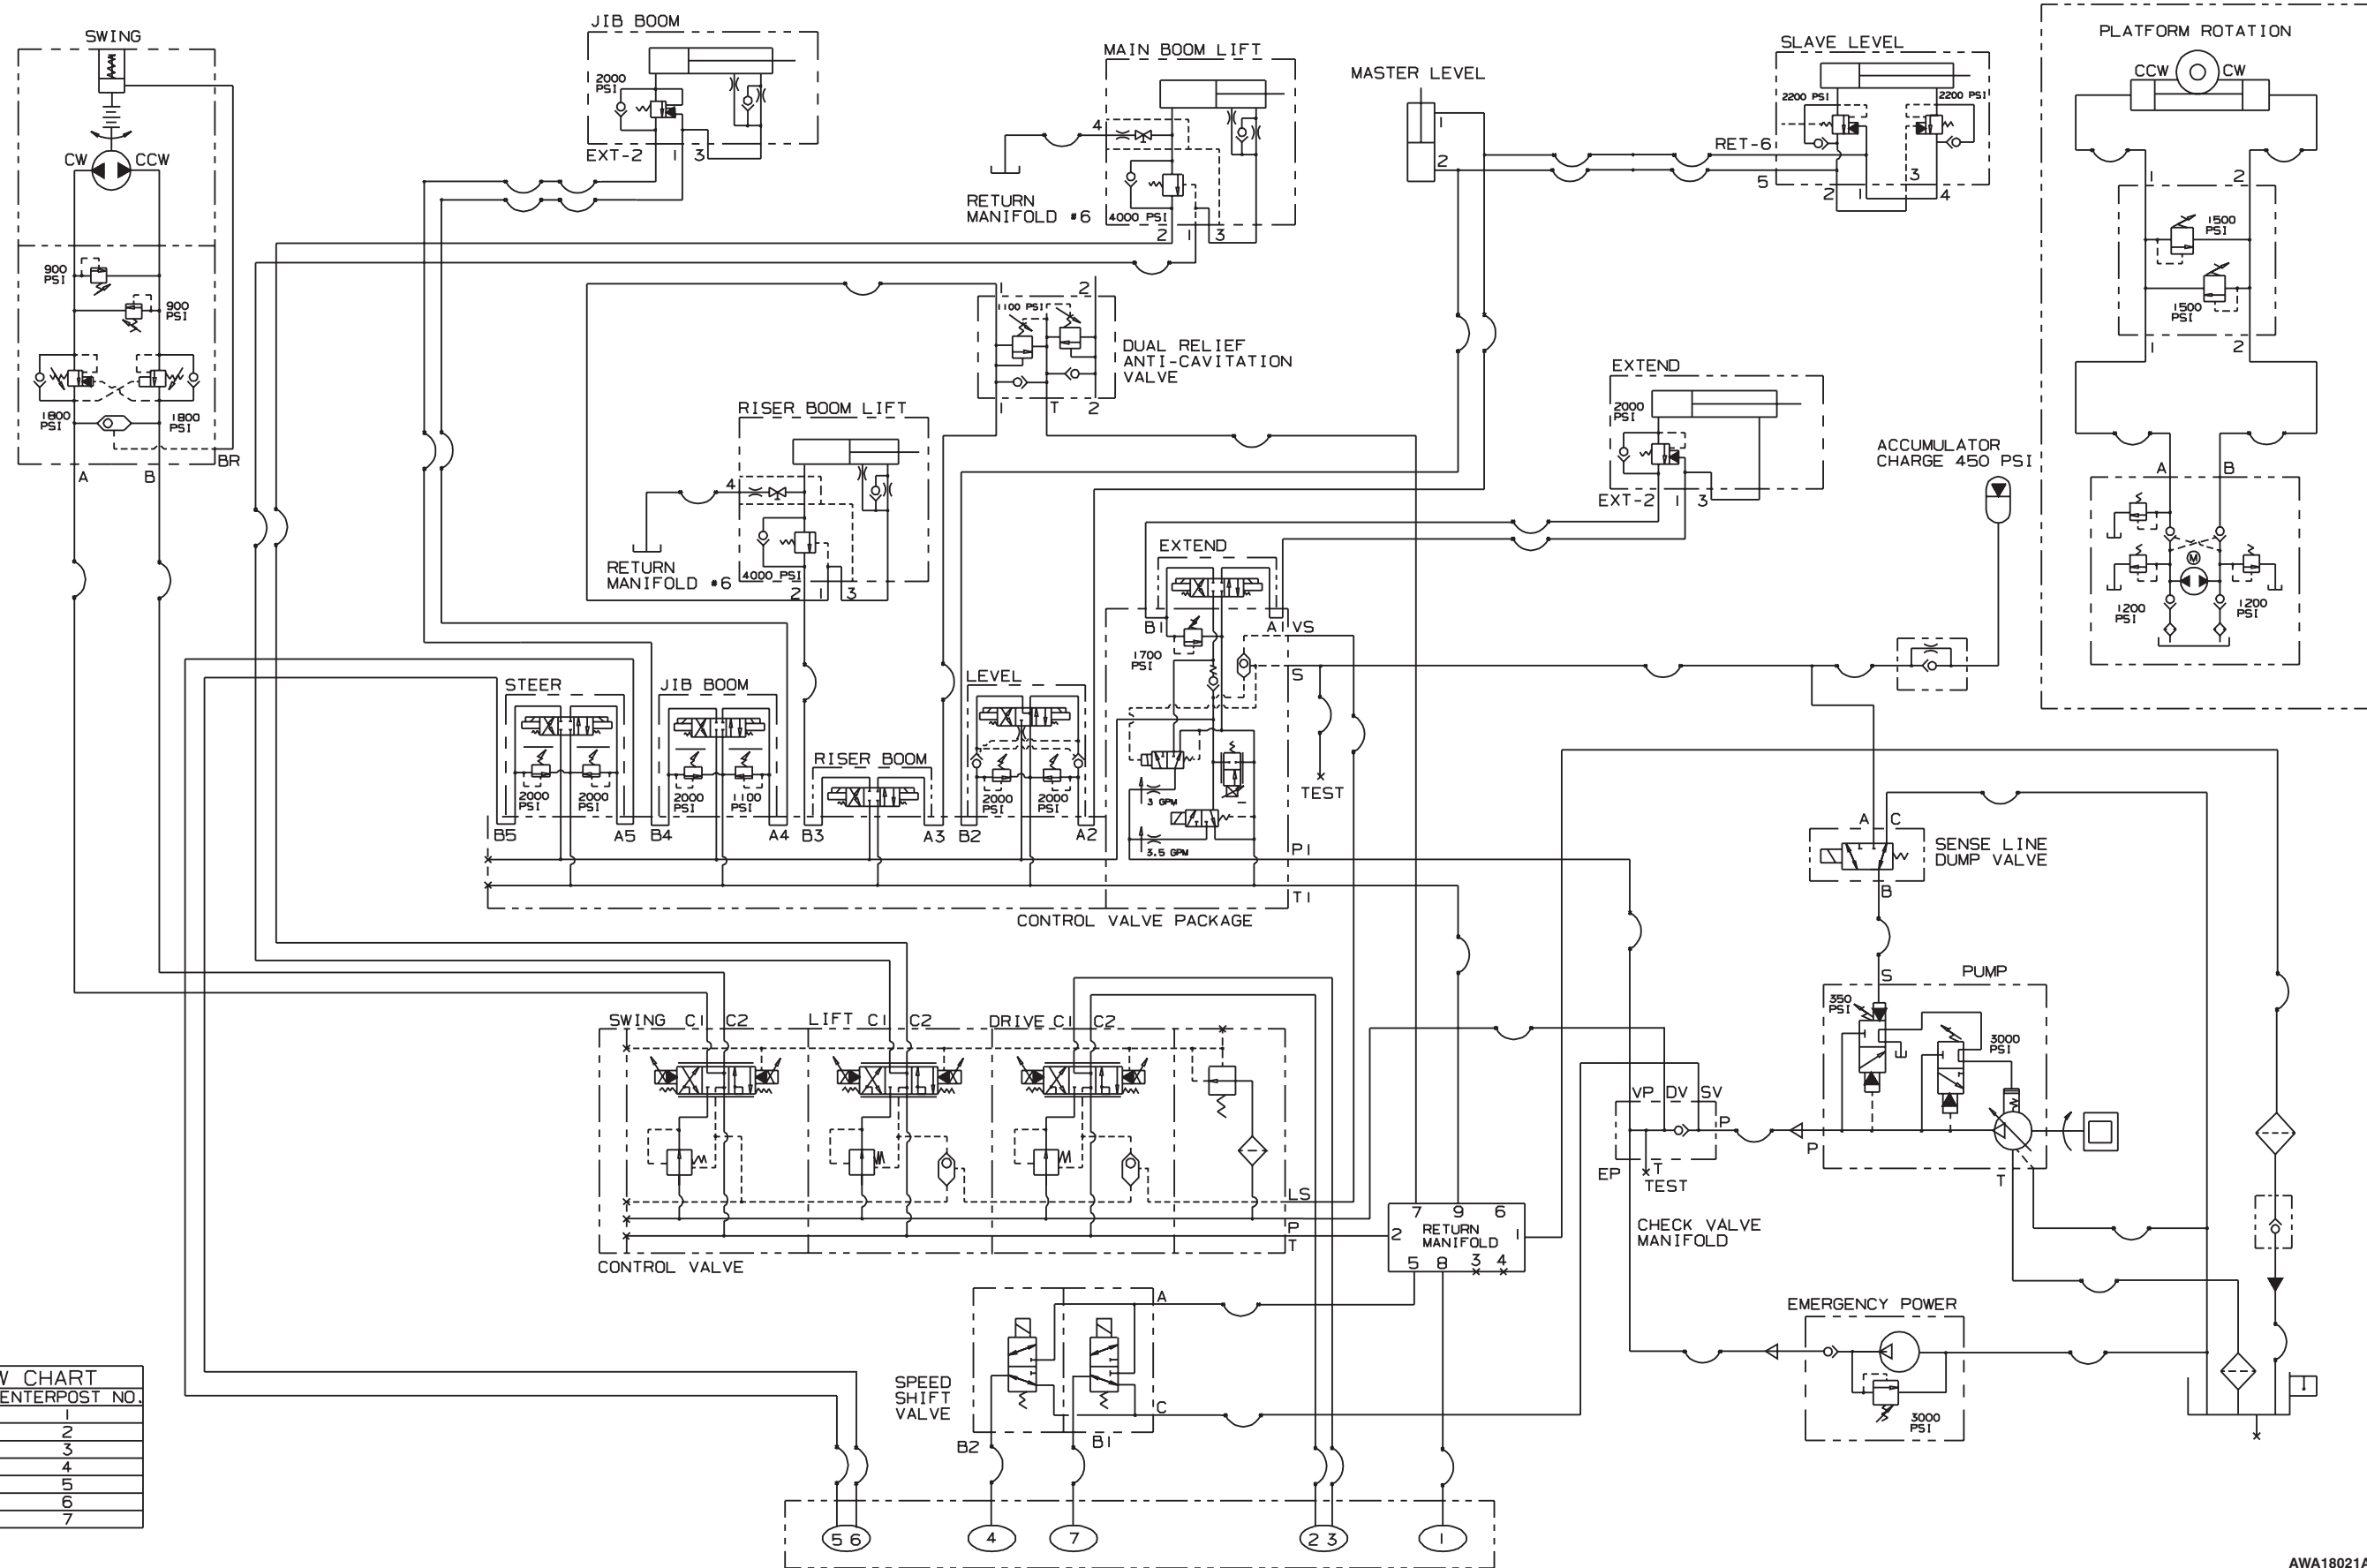 SWING
CW
CCW
900
PSI
900
PSI
1800
PSI
1800
PSI
BR
A
B
JIB BOOM
2000
PSI
EXT-2
1
3
MAIN BOOM LIFT
4
RETURN
MANIFOLD #6
4000 PSI
2
1
3
MASTER LEVEL
1
2
SLAVE LEVEL
2200 PSI
2200 PSI
RET-6
5
2
1
3
4
PLATFORM ROTATION
CCW
CW
1
2
1500
PSI
1500
PSI
1
2
A
B
1200
PSI
M
1200
PSI
1
2
1100 PSI
DUAL RELIEF
ANTI-CAVITATION
VALVE
1
T
2
RISER BOOM LIFT
4
RETURN
MANIFOLD #6
4000 PSI
2
1
3
EXTEND
2000
PSI
EXT-2
1
3
ACCUMULATOR
CHARGE 450 PSI
EXTEND
B1
A1
VS
1700
PSI
S
TEST
3 GPM
3.5 GPM
P1
T1
STEER
2000
PSI
2000
PSI
B5
A5
JIB BOOM
2000
PSI
1100
PSI
B4
A4
RISER BOOM
B3
A3
LEVEL
2000
PSI
2000
PSI
B2
A2
CONTROL VALVE PACKAGE
A
C
SENSE LINE
DUMP VALVE
B
S
PUMP
350
PSI
3000
PSI
P
T
VP
DV
SV
P
EP
T
TEST
CHECK VALVE
MANIFOLD
EMERGENCY POWER
3000
PSI
SWING
C1
C2
LIFT
C1
C2
DRIVE
C1
C2
LS
P
T
CONTROL VALVE
7
9
6
2
RETURN
MANIFOLD
1
5
8
3
4
SPEED
SHIFT
VALVE
A
C
B2
B1
W CHART
ENTERPOST NO.
1
2
3
4
5
6
7
5 6
4
7
2 3
1
AWA18021A